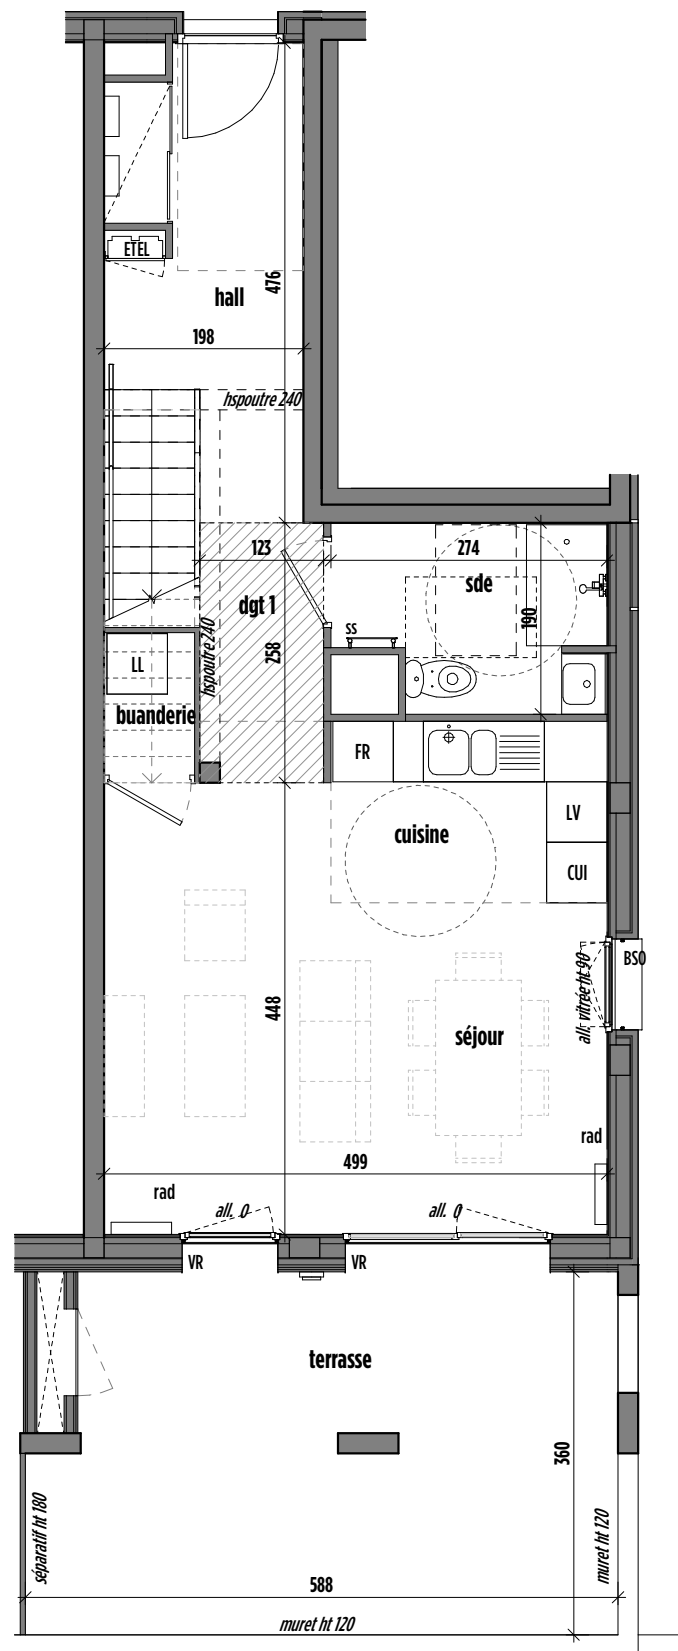 ETEL
hall
476
198
hspoutre 240
123
274
dgt 1
sde
190
SS
258
hspoutre 240
LL
buanderie
FR
LV
cuisine
CUI
BSO
all. vitrée ht 90
448
séjour
rad
499
rad
all. 0
all. 0
VR
VR
terrasse
360
séparatif ht 180
muret ht 120
588
muret ht 120